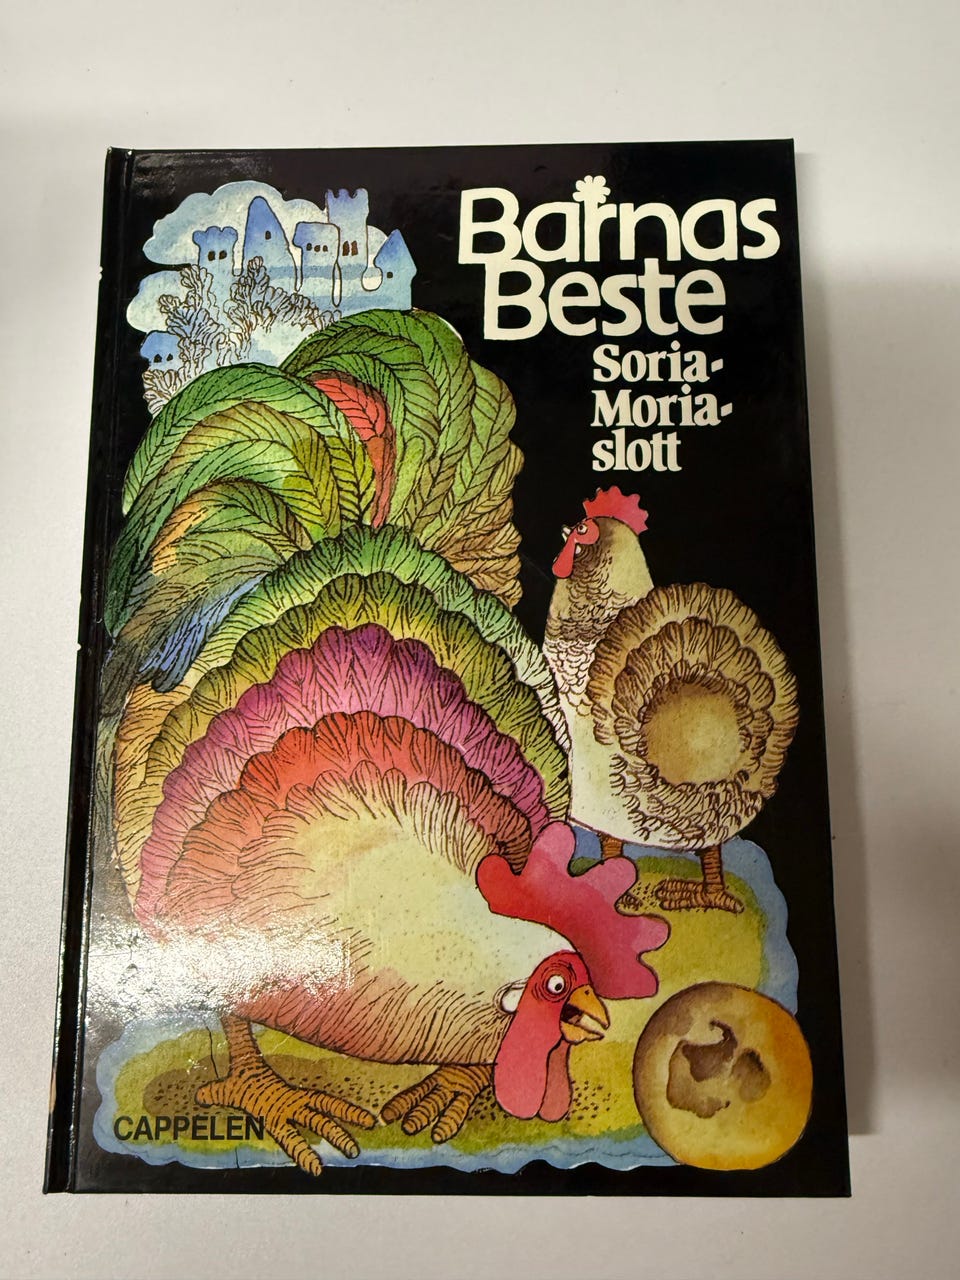 Barnas
Beste
Soria-
Moria-
slott
CAPPELEN